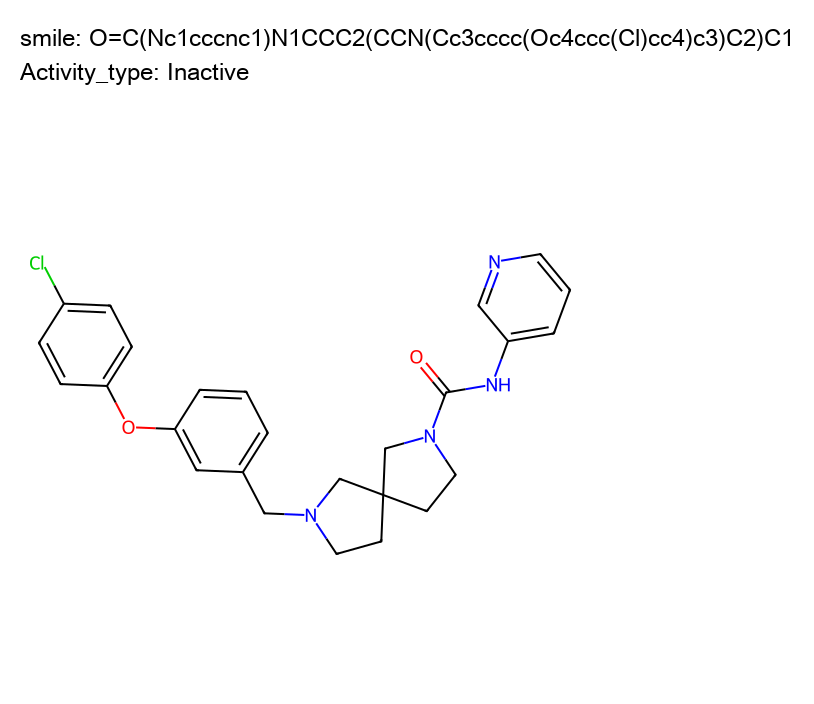 smile: O=C(Nc1cccnc1)N1CCC2(CCN(Cc3cccc(Oc4ccc(Cl)cc4)c3)C2)C1
Activity_type: Inactive
Cl
N
O
NH
O
N
N